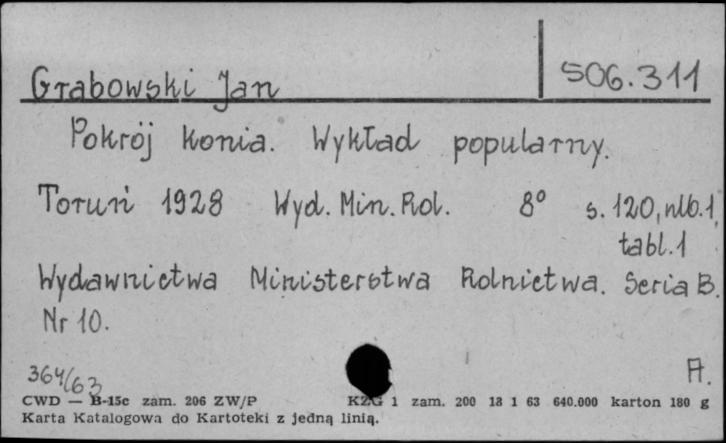 Grabowski Jan 506.311
Pokrój konia. Wykład popularny.
Toruń 1928 Wyd. Min. Rol. 8° s. 120, nlb. 1,
tabl. 1
Wydawnictwa Ministerstwa Rolnictwa. Seria B.
Nr 10.
364/63 A.
CWD — B-15c zam. 206 ZW/P KZG 1 zam. 200 18 1 63 640.000 karton 180 g
Karta Katalogowa do Kartoteki z jedną linią.